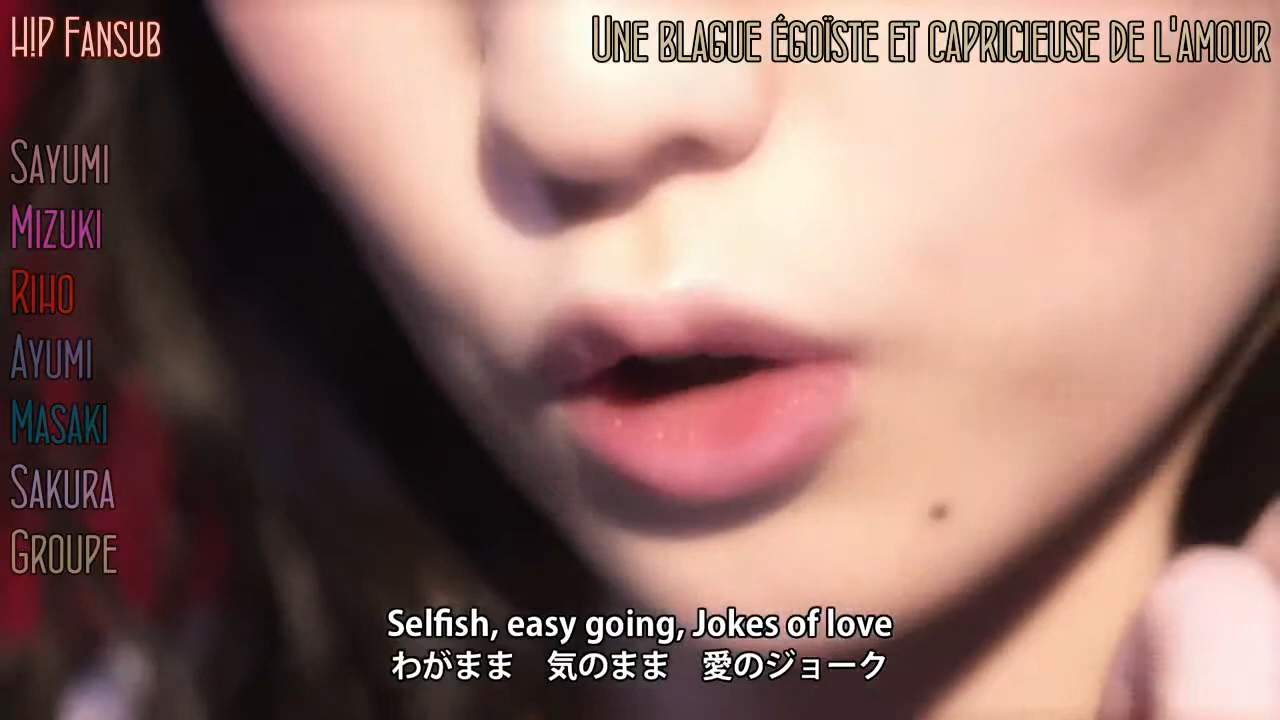 H!P Fansub
Une blague égoïste et capricieuse de l'amour
Sayumi
Mizuki
Riho
Ayumi
Masaki
Sakura
Groupe
Selfish, easy going, Jokes of love
わがまま　気のまま　愛のジョーク